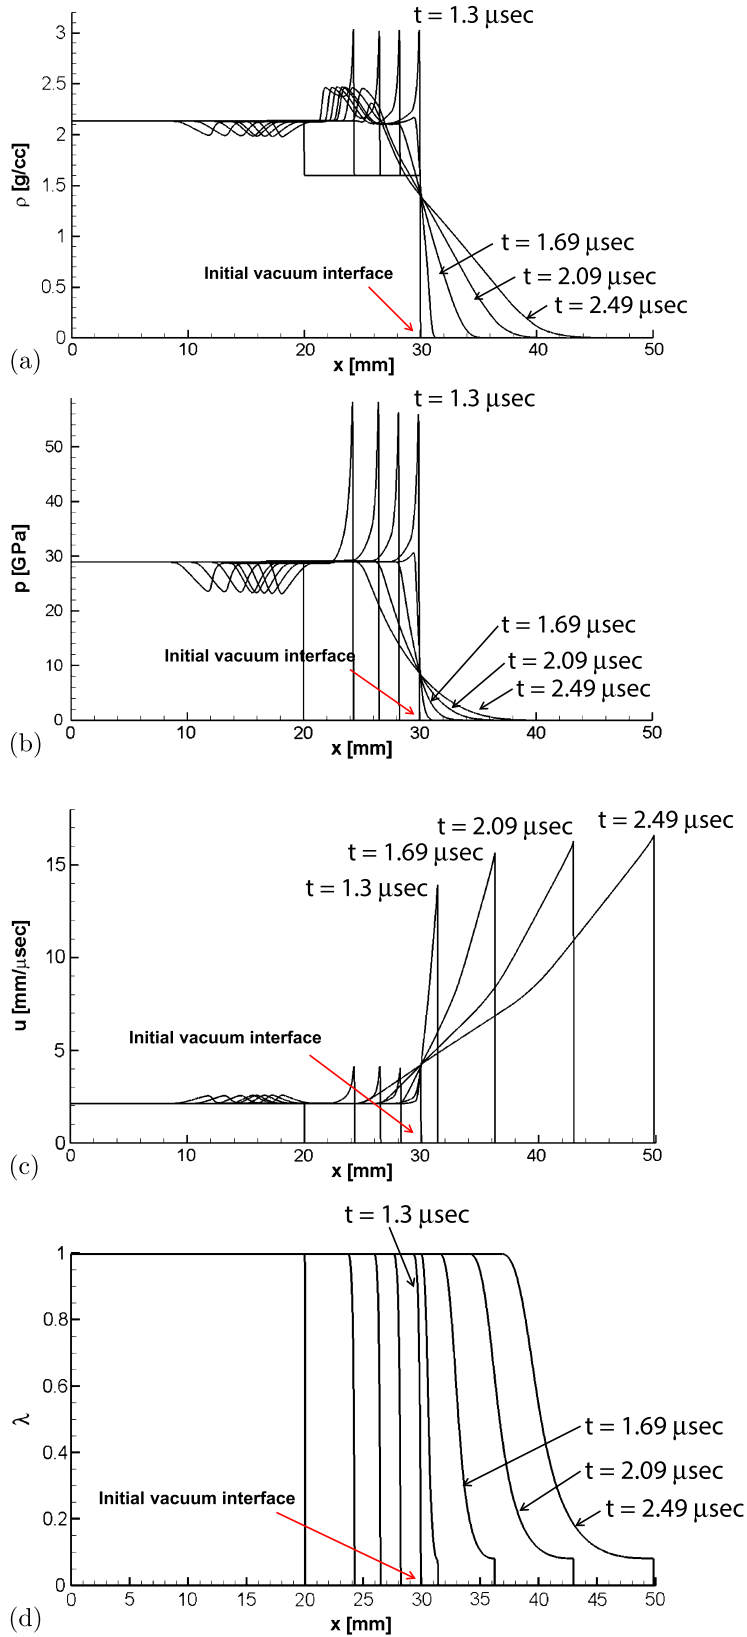 t = 1.3 μsec
3
2.5
2
1.5
1
0.5
0
ρ [g/cc]
t = 1.69 μsec
Initial vacuum interface
t = 2.09 μsec
t = 2.49 μsec
0 10 20 30 40 50
x [mm]
(a)
t = 1.3 μsec
50
40
30
20
10
0
p [GPa]
t = 1.69 μsec
Initial vacuum interface
t = 2.09 μsec
t = 2.49 μsec
0 10 20 30 40 50
x [mm]
(b)
t = 2.49 μsec
t = 2.09 μsec
t = 1.69 μsec
t = 1.3 μsec
15
10
5
0
u [mm/μsec]
Initial vacuum interface
0 10 20 30 40 50
x [mm]
(c)
t = 1.3 μsec
1
0.8
0.6
0.4
0.2
0
λ
t = 1.69 μsec
t = 2.09 μsec
Initial vacuum interface
t = 2.49 μsec
0 5 10 15 20 25 30 35 40 45 50
x [mm]
(d)